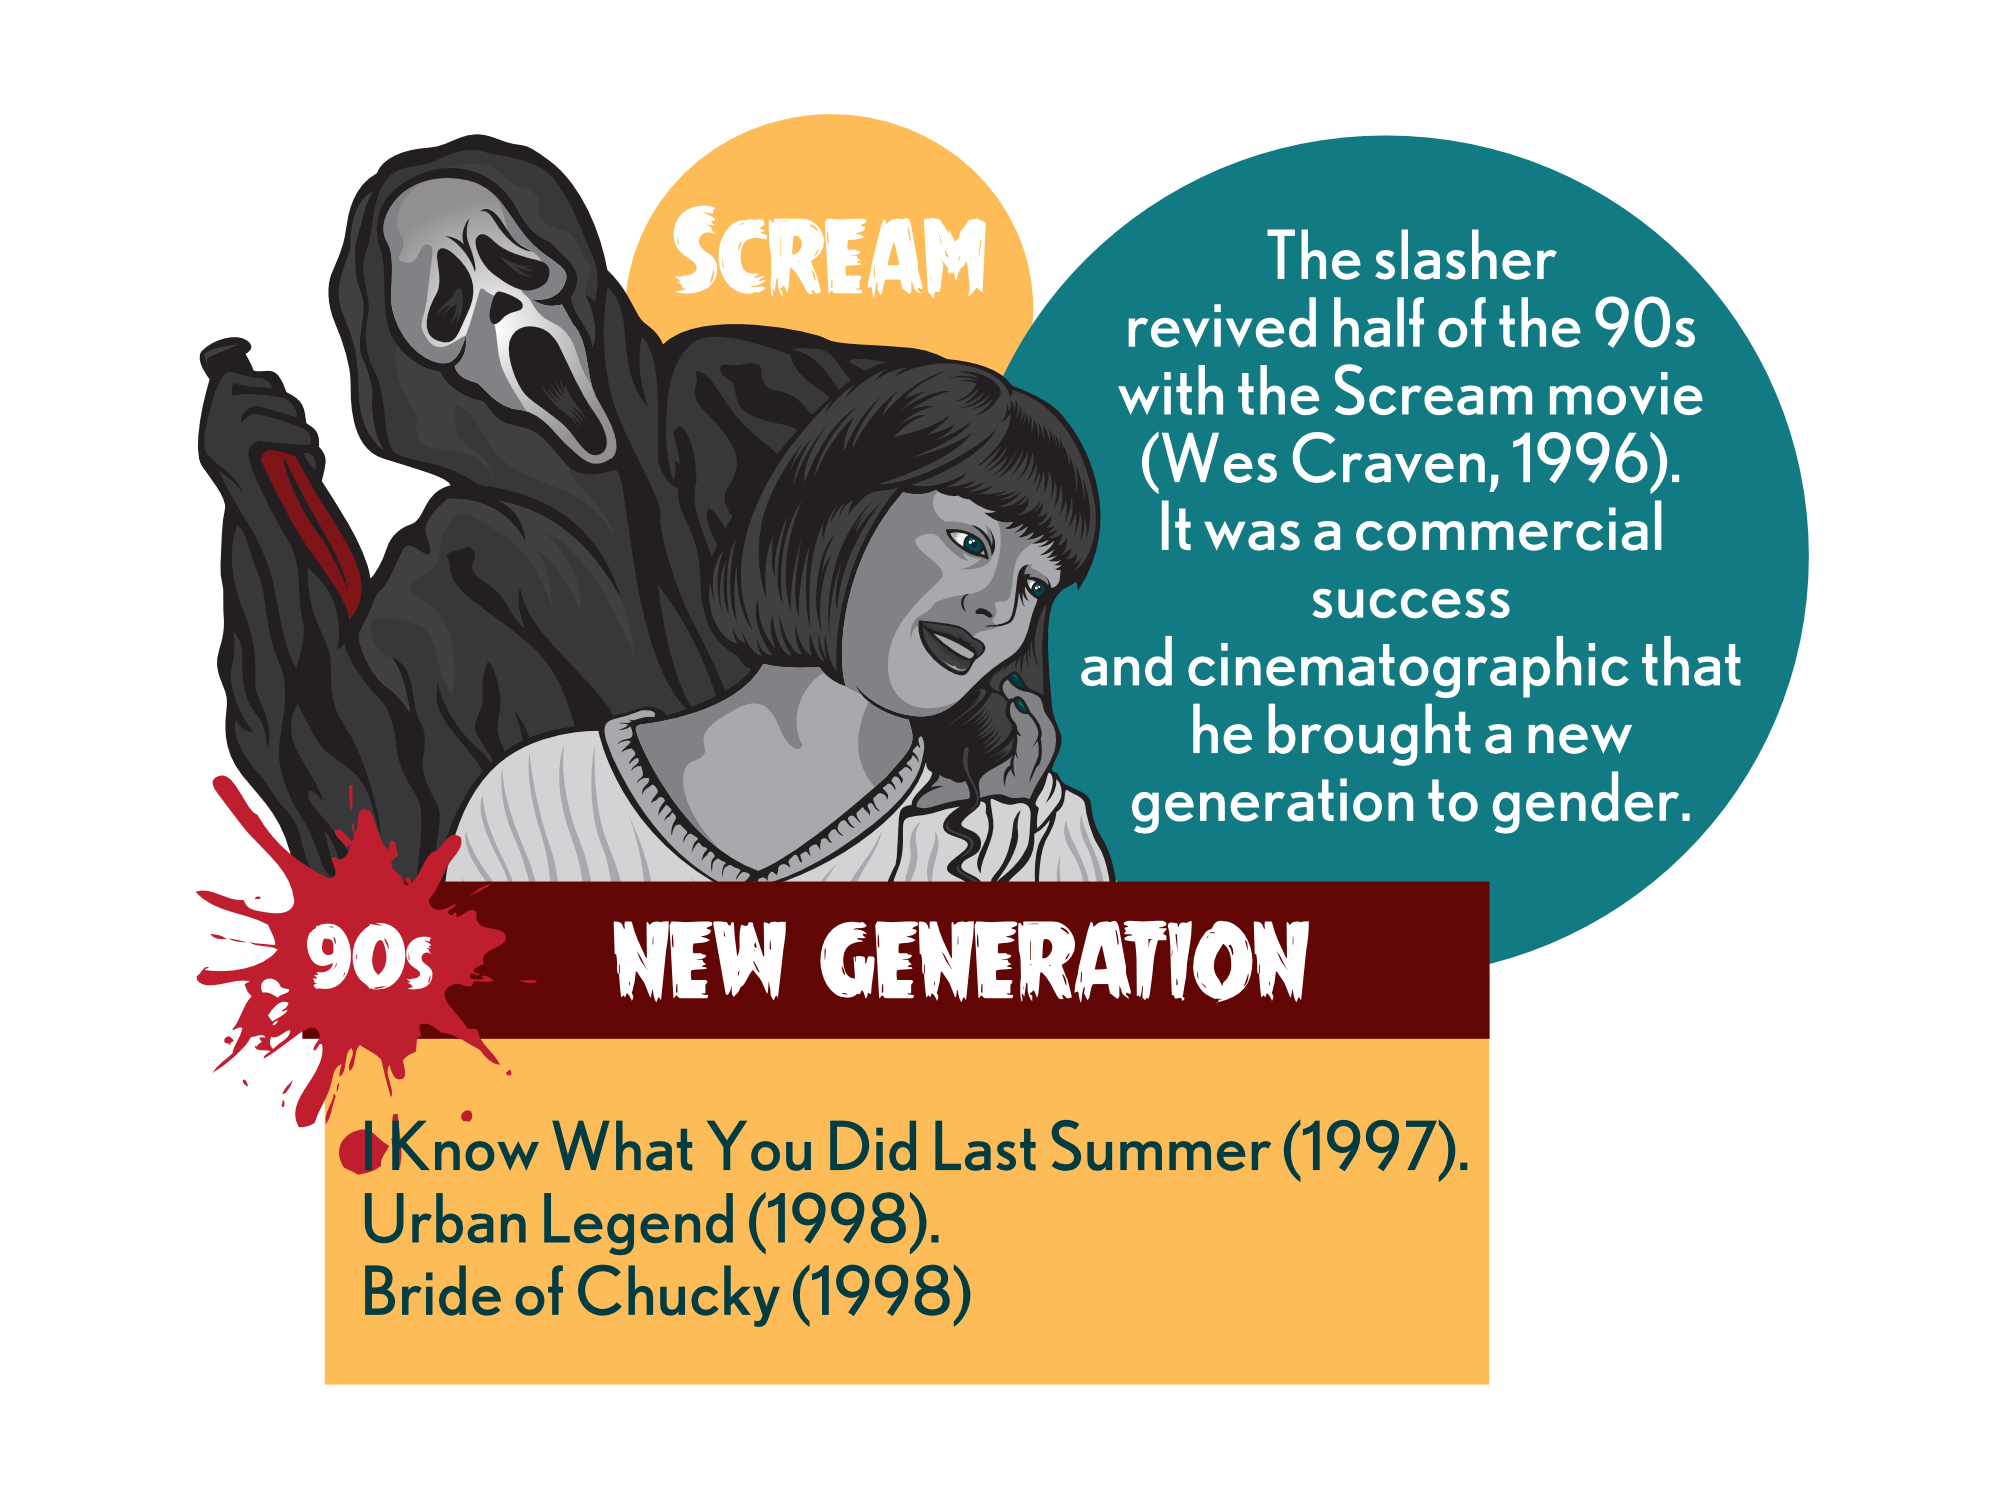 SCREAM
The slasher
revived half of the 90s
with the Scream movie
(Wes Craven, 1996).
It was a commercial
success
and cinematographic that
he brought a new
generation to gender.
90s
NEW GENERATION
I Know What You Did Last Summer (1997).
Urban Legend (1998).
Bride of Chucky (1998)